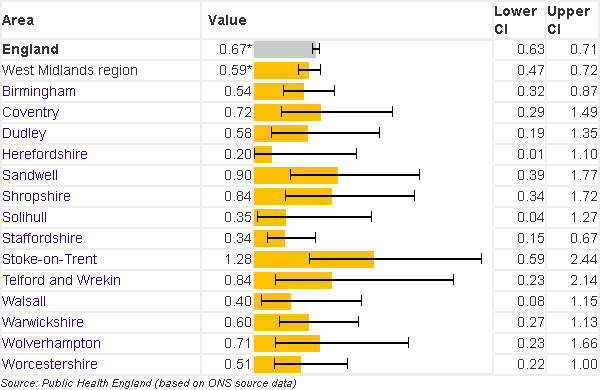 Area Value Lower CI Upper CI
England 0.67* 0.63 0.71
West Midlands region 0.59* 0.47 0.72
Birmingham 0.54 0.32 0.87
Coventry 0.72 0.29 1.49
Dudley 0.58 0.19 1.35
Herefordshire 0.20 0.01 1.10
Sandwell 0.90 0.39 1.77
Shropshire 0.84 0.34 1.72
Solihull 0.35 0.04 1.27
Staffordshire 0.34 0.15 0.67
Stoke-on-Trent 1.28 0.59 2.44
Telford and Wrekin 0.84 0.23 2.14
Walsall 0.40 0.08 1.15
Warwickshire 0.60 0.27 1.13
Wolverhampton 0.71 0.23 1.66
Worcestershire 0.51 0.22 1.00
Source: Public Health England (based on ONS source data)